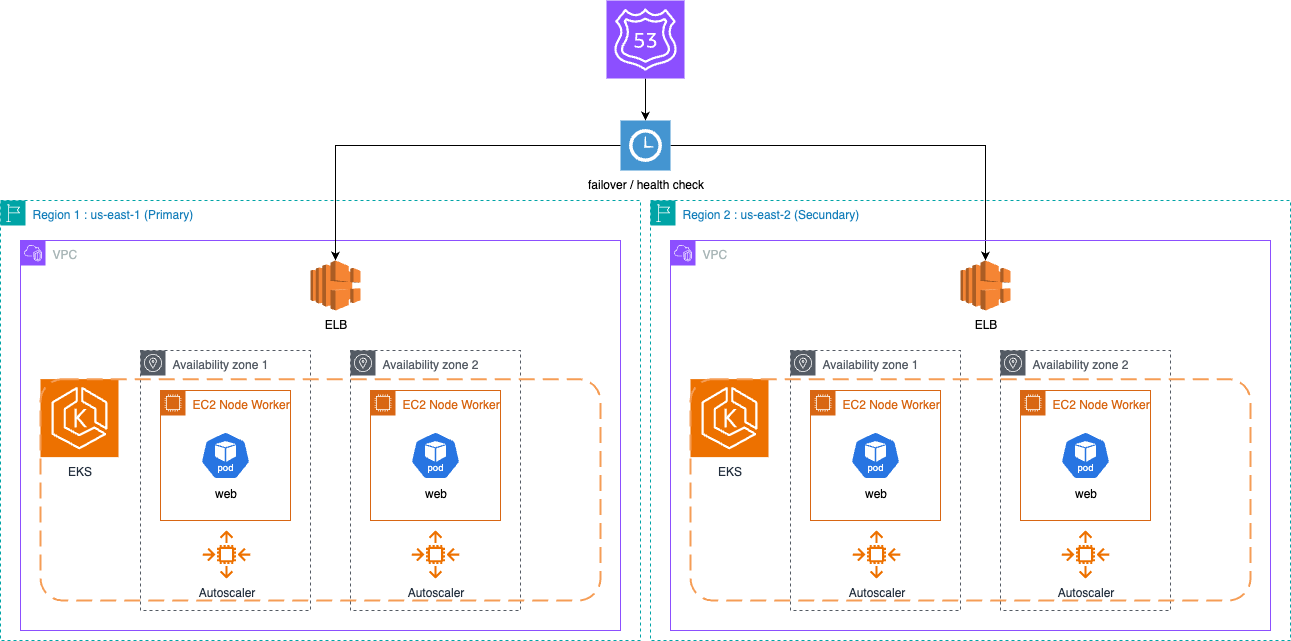 53
failover / health check
Region 1 : us-east-1 (Primary)
Region 2 : us-east-2 (Secundary)
VPC
VPC
ELB
ELB
Availability zone 1
Availability zone 2
Availability zone 1
Availability zone 2
K
EC2 Node Worker
EC2 Node Worker
K
EC2 Node Worker
EC2 Node Worker
pod
pod
pod
pod
EKS
web
web
EKS
web
web
Autoscaler
Autoscaler
Autoscaler
Autoscaler